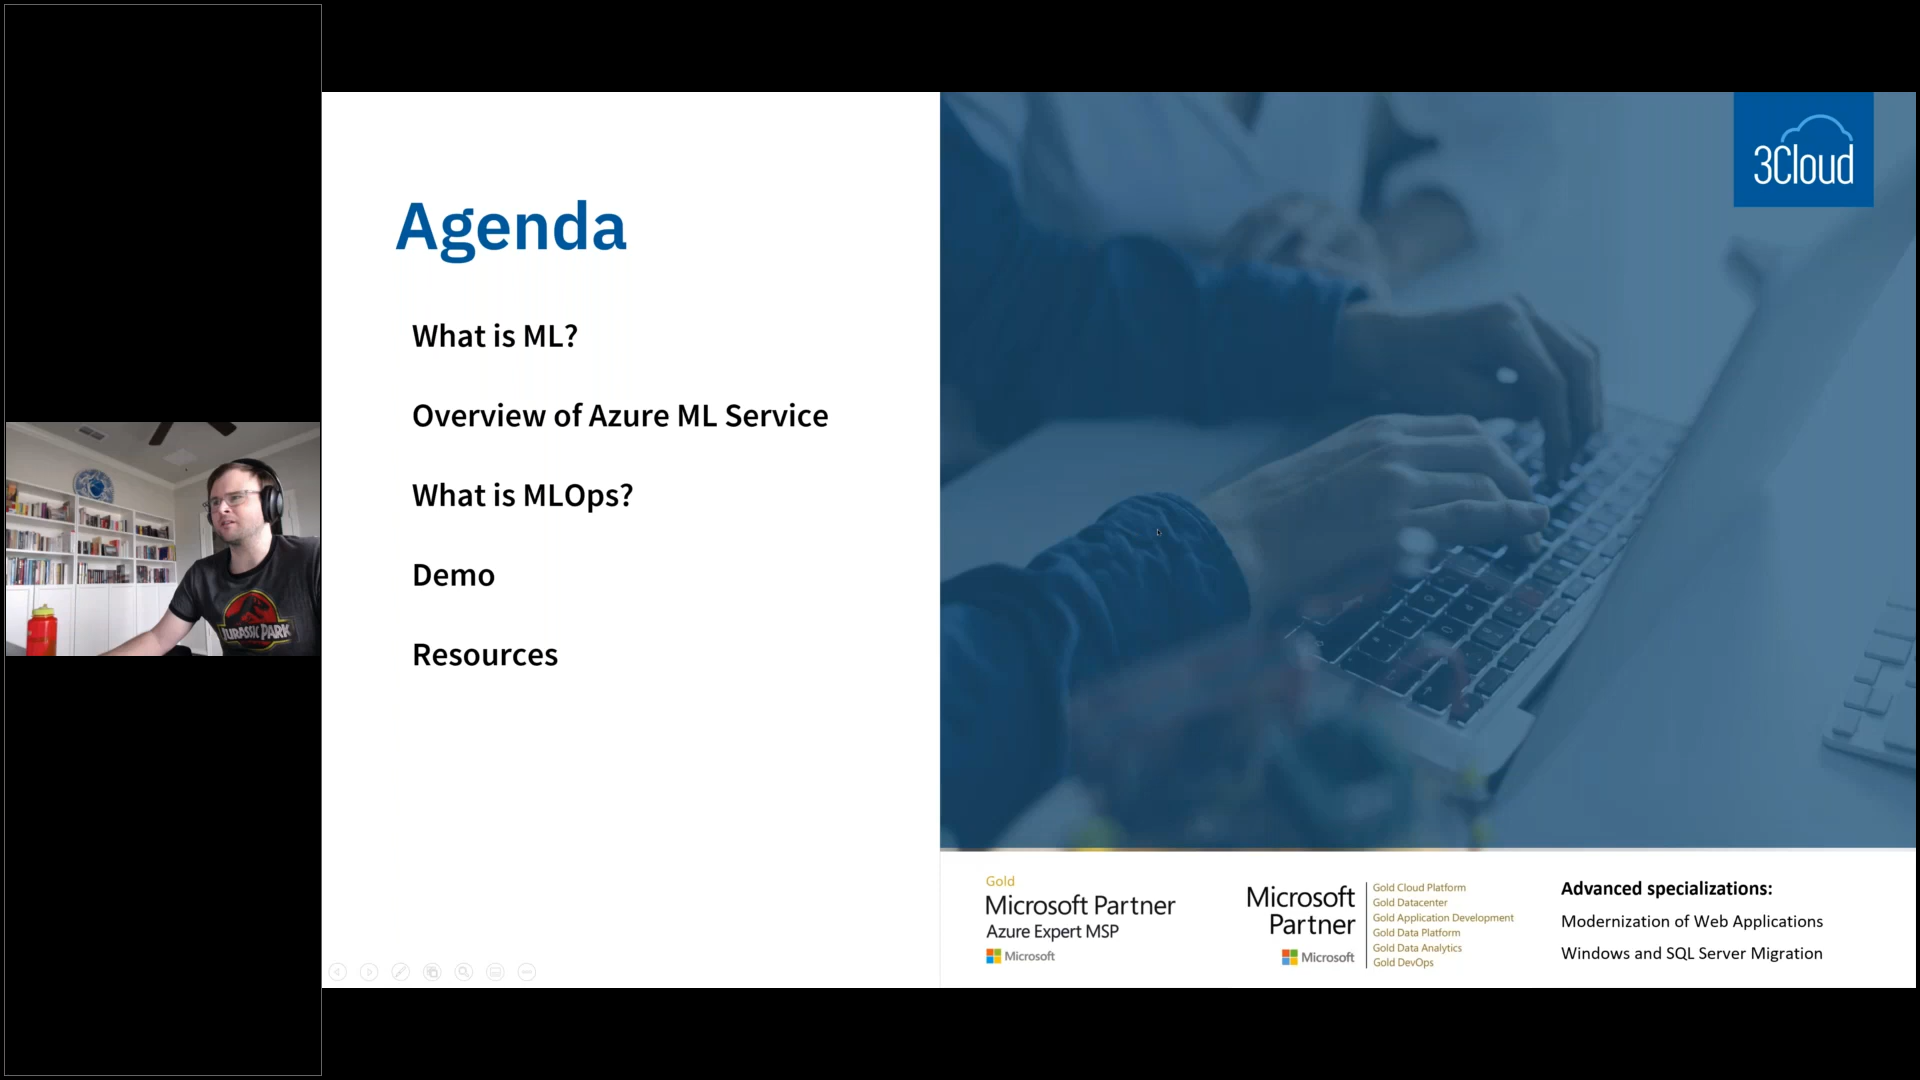 JURASSIC PARK
Agenda
What is ML?
Overview of Azure ML Service
What is MLOps?
Demo
Resources
3Cloud
Gold
Microsoft Partner
Azure Expert MSP
Microsoft
Microsoft
Partner
Microsoft
Gold Cloud Platform
Gold Datacenter
Gold Application Development
Gold Data Platform
Gold Data Analytics
Gold DevOps
Advanced specializations:
Modernization of Web Applications
Windows and SQL Server Migration